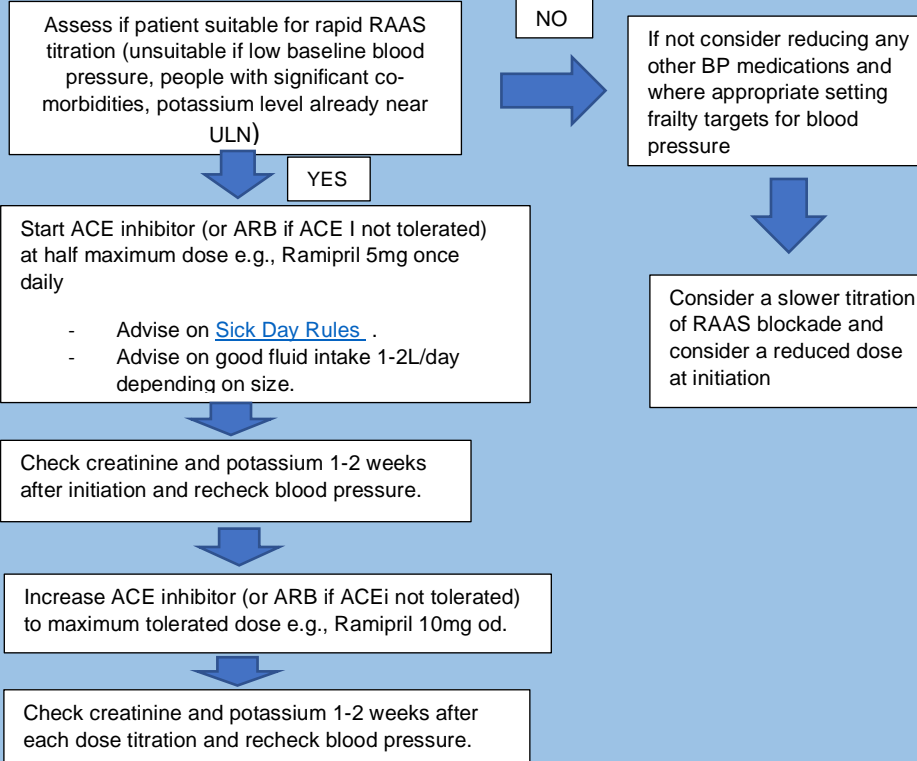 Assess if patient suitable for rapid RAAS
titration (unsuitable if low baseline blood
pressure, people with significant co-
morbidities, potassium level already near
ULN)
NO
If not consider reducing any
other BP medications and
where appropriate setting
frailty targets for blood
pressure
YES
Start ACE inhibitor (or ARB if ACE I not tolerated)
at half maximum dose e.g., Ramipril 5mg once
daily
- Advise on Sick Day Rules .
- Advise on good fluid intake 1-2L/day
depending on size.
Consider a slower titration
of RAAS blockade and
consider a reduced dose
at initiation
Check creatinine and potassium 1-2 weeks
after initiation and recheck blood pressure.
Increase ACE inhibitor (or ARB if ACEi not tolerated)
to maximum tolerated dose e.g., Ramipril 10mg od.
Check creatinine and potassium 1-2 weeks after
each dose titration and recheck blood pressure.